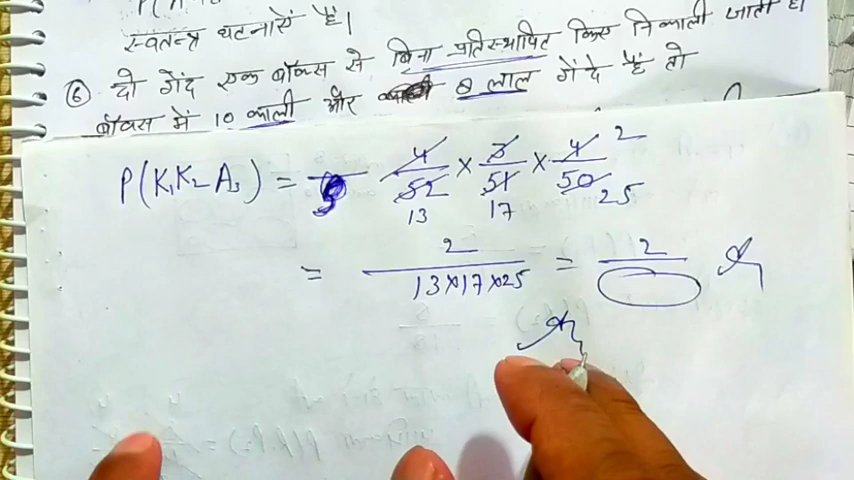 स्वतन्त्र घटनासें हैं।
⑥ दो गेंद एक बॉक्स से बिना प्रतिस्थापित किए निकाली जाती है।
बॉक्स में 10 काली और 8 लाल गेंदे हैं तो
P(K₁K₂A₃) = 4/52 × 3/51 × 4/50 2 13 17 25
= 2/13×17×25 = 2/